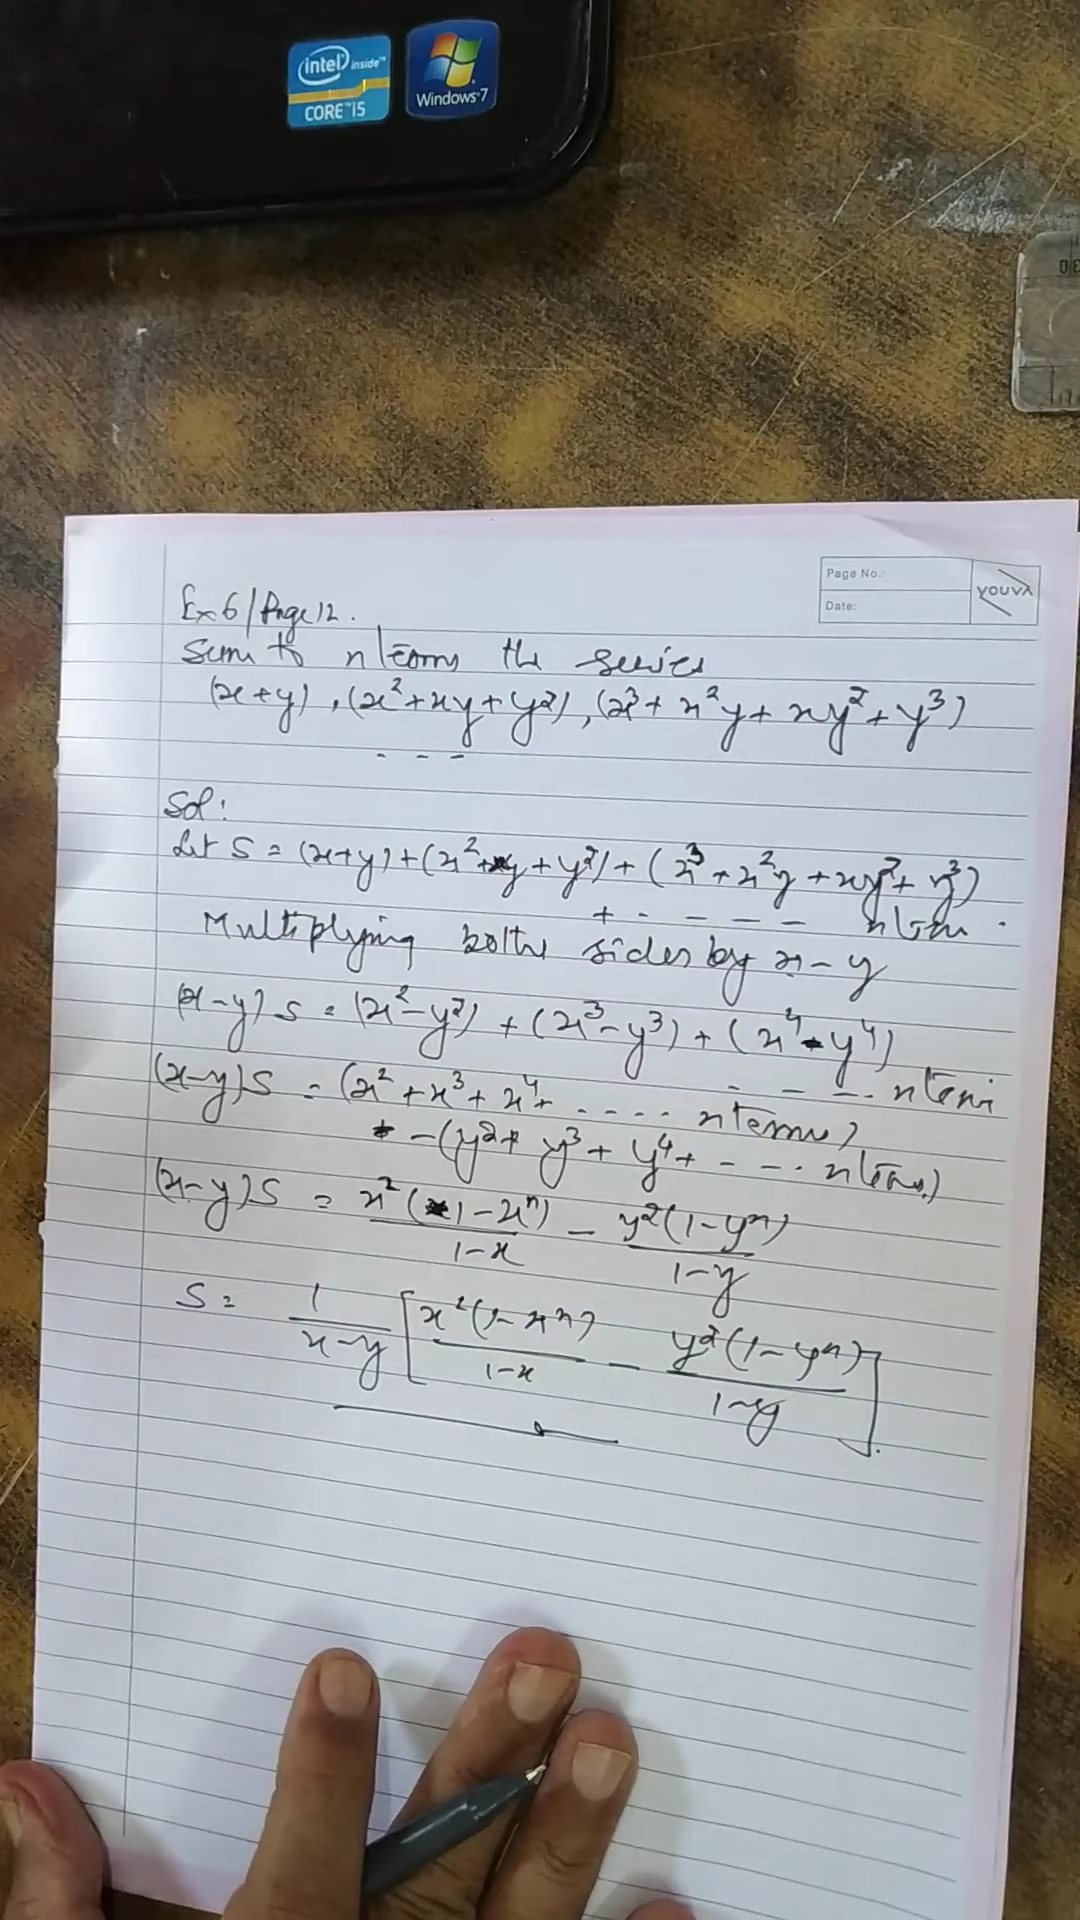 intel inside™
CORE™ i5
Windows®7
Page No.:
Date:
YOUVA
Ex 6/Page 12.
Sum to n terms the series
(x+y), (x²+xy+y²), (x³+x²y+xy²+y³)
- - -
Sol:
Let S = (x+y)+(x²+xy+y²)+(x³+x²y+xy²+y³)
+ - - - - n term.
Multiplying both sides by x-y
(x-y) S = (x²-y²) + (x³-y³) + (x⁴-y⁴)
- - -. n term
(x-y)S = (x²+x³+x⁴+ ..... n terms)
-(y²+y³+y⁴+ - - -. n terms)
(x-y)S = x²(1-xⁿ)/1-x - y²(1-yⁿ)/1-y
S = 1/x-y [x²(1-xⁿ)/1-x - y²(1-yⁿ)/1-y].